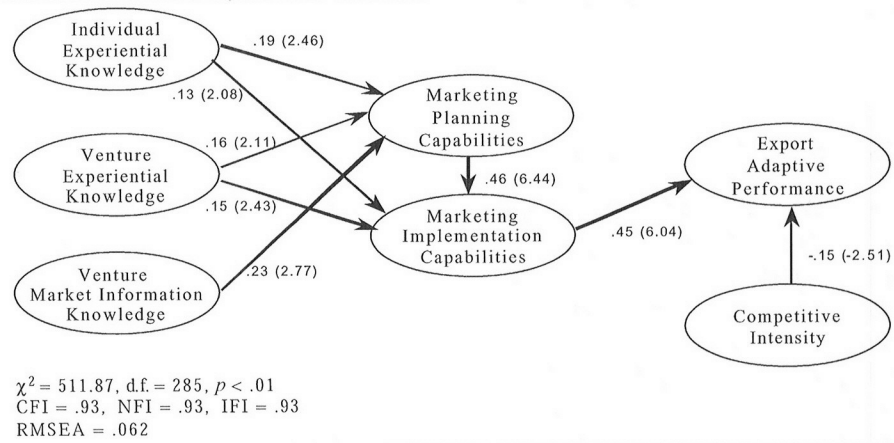 Individual
Experiential
Knowledge
.19 (2.46)
.13 (2.08)
Marketing
Planning
Capabilities
Venture
Experiential
Knowledge
.16 (2.11)
.15 (2.43)
.46 (6.44)
Export
Adaptive
Performance
Marketing
Implementation
Capabilities
.45 (6.04)
-.15 (-2.51)
Venture
Market Information
Knowledge
.23 (2.77)
Competitive
Intensity
χ² = 511.87, d.f. = 285, p < .01
CFI = .93, NFI = .93, IFI = .93
RMSEA = .062